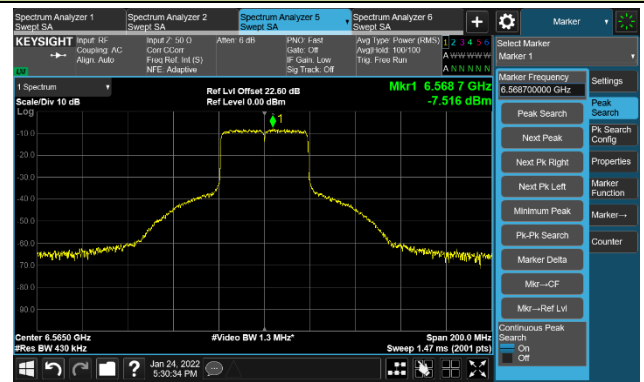 Spectrum Analyzer 1
Swept SA
Spectrum Analyzer 2
Swept SA
Spectrum Analyzer 5
Swept SA
Spectrum Analyzer 6
Swept SA
+
Marker
KEYSIGHT
Input: RF
Coupling: AC
Align: Auto
Input Z: 50 Ω
Corr CCorr
Freq Ref: Int (S)
NFE: Adaptive
Atten: 6 dB
PNO: Fast
Gate: Off
IF Gain: Low
Sig Track: Off
Avg Type: Power (RMS)
Avg|Hold: 100/100
Trig: Free Run
1 2 3 4 5 6
A W W W W W
A N N N N N
LXI
Select Marker
Marker 1
1 Spectrum
Scale/Div 10 dB
Log
Ref Lvl Offset 22.60 dB
Ref Level 0.00 dBm
Mkr1 6.568 7 GHz
-7.516 dBm
1
-10.0
-20.0
-30.0
-40.0
-50.0
-60.0
-70.0
-80.0
-90.0
Center 6.5650 GHz
#Res BW 430 kHz
#Video BW 1.3 MHz*
Span 200.0 MHz
Sweep 1.47 ms (2001 pts)
Marker Frequency
6.568700000 GHz
Peak Search
Next Peak
Next Pk Right
Next Pk Left
Minimum Peak
Pk-Pk Search
Marker Delta
Mkr→CF
Mkr→Ref Lvl
Continuous Peak
Search
On
Off
Settings
Peak
Search
Pk Search
Config
Properties
Marker
Function
Marker→
Counter
?
Jan 24, 2022
5:30:34 PM